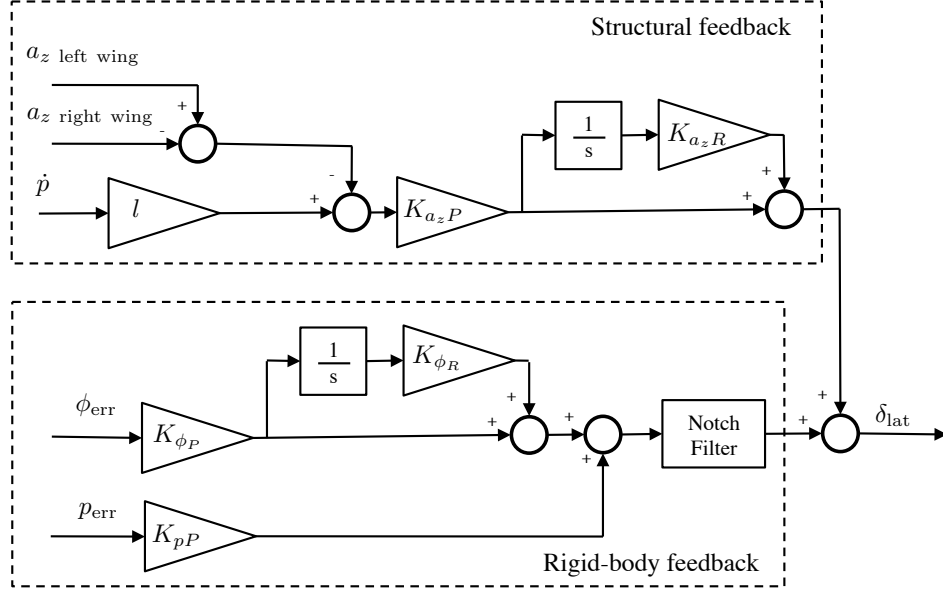 Structural feedback
a_z left wing
+
a_z right wing
-
1
s
K_{a_z R}
+
-
ṗ
l
+
K_{a_z P}
+
1
s
K_{ϕ_R}
+
ϕ_err
K_{ϕ_P}
+
+
Notch
Filter
+
+
δ_lat
+
p_err
K_{pP}
Rigid-body feedback